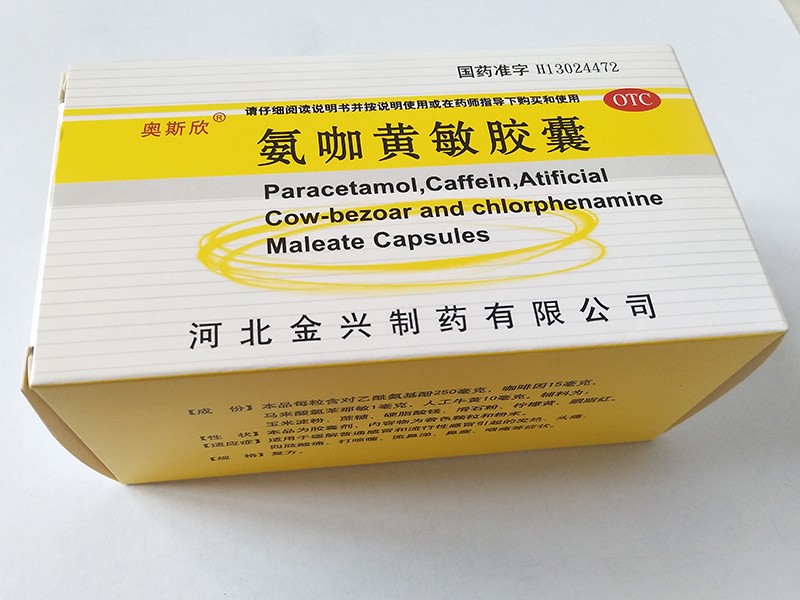 国药准字 H13024472
请仔细阅读说明书并按说明使用或在药师指导下购买和使用
OTC
奥斯欣®
氨咖黄敏胶囊
Paracetamol,Caffein,Atificial
Cow-bezoar and chlorphenamine
Maleate Capsules
河北金兴制药有限公司
【成 份】本品每粒含对乙酰氨基酚250毫克，咖啡因15毫克，
马来酸氯苯那敏1毫克，人工牛黄10毫克。辅料为：
玉米淀粉、蔗糖、硬脂酸镁、滑石粉、柠檬黄、胭脂红。
【性 状】本品为胶囊剂，内容物为着色颗粒和粉末。
【适应症】适用于缓解普通感冒和流行性感冒引起的发热、头痛、
四肢酸痛、打喷嚏、流鼻涕、鼻塞、咽痛等症状。
【规 格】复方。